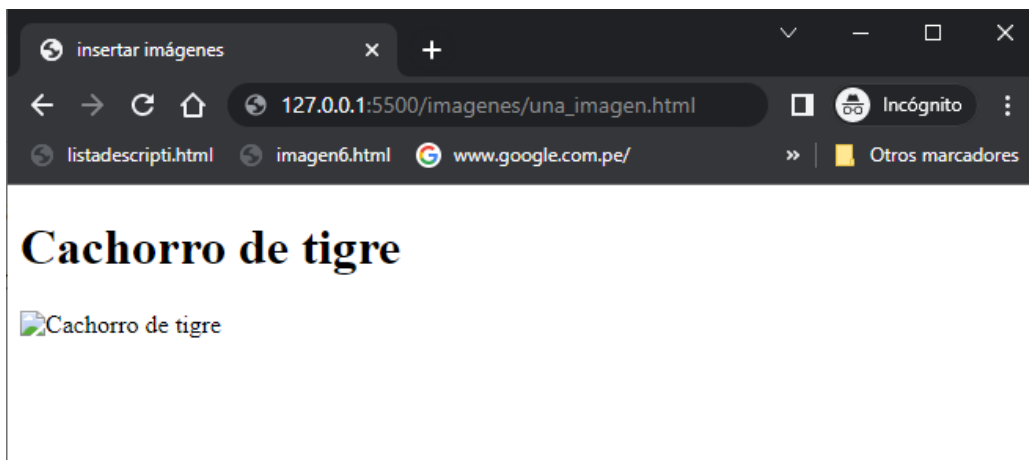 insertar imágenes
127.0.0.1:5500/imagenes/una_imagen.html
Incógnito
listadescripti.html imagen6.html www.google.com.pe/ » Otros marcadores
Cachorro de tigre
Cachorro de tigre